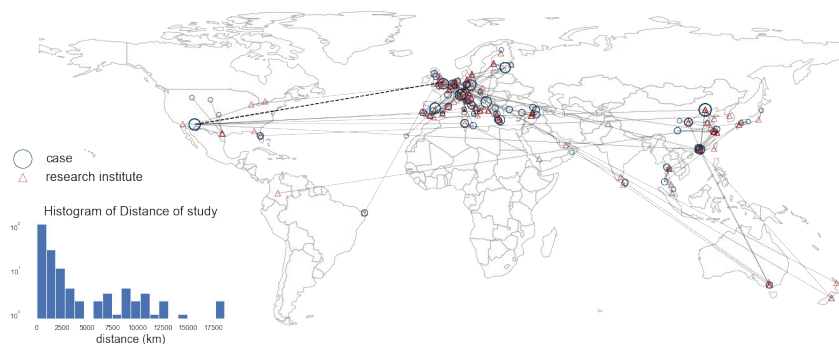 case
research institute
Histogram of Distance of study
10²
10¹
10⁰
0 2500 5000 7500 10000 12500 15000 17500
distance (km)